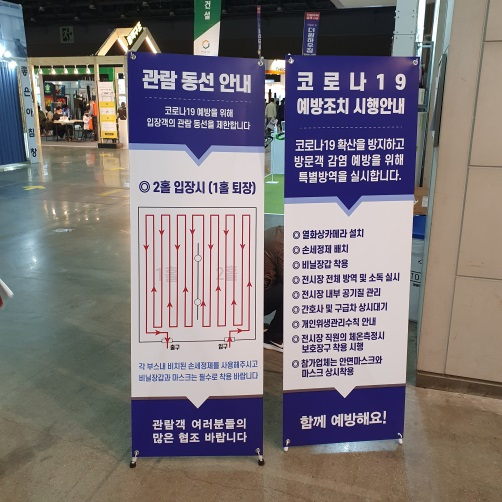 관람 동선 안내
코로나19 예방을 위해
입장객의 관람 동선을 제한합니다
◎ 2홀 입장시 (1홀 퇴장)
1홀
2홀
출구
입구
각 부스내 비치된 손세정제를 사용해주시고
비닐장갑과 마스크는 필수로 착용 바랍니다
관람객 여러분들의
많은 협조 바랍니다
코로나19
예방조치 시행안내
코로나19 확산을 방지하고
방문객 감염 예방을 위해
특별방역을 실시합니다.
◎ 열화상카메라 설치
◎ 손세정제 배치
◎ 비닐장갑 착용
◎ 전시장 전체 방역 및 소독 실시
◎ 전시장 내부 공기질 관리
◎ 간호사 및 구급차 상시대기
◎ 개인위생관리수칙 안내
◎ 전시장 직원의 체온측정시
보호장구 착용 시행
◎ 참가업체는 안면마스크와
마스크 상시착용
함께 예방해요!
건설